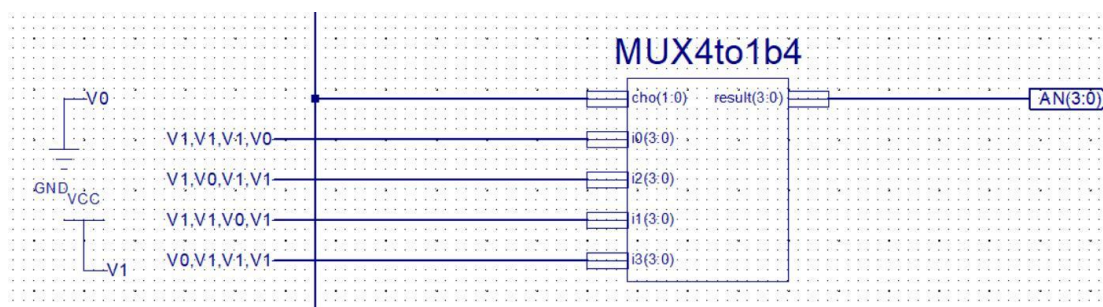 MUX4to1b4
V0
cho(1:0) result(3:0) AN(3:0)
V1,V1,V1,V0 i0(3:0)
V1,V0,V1,V1 i2(3:0)
GND
VCC
V1,V1,V0,V1 i1(3:0)
V0,V1,V1,V1 i3(3:0)
V1